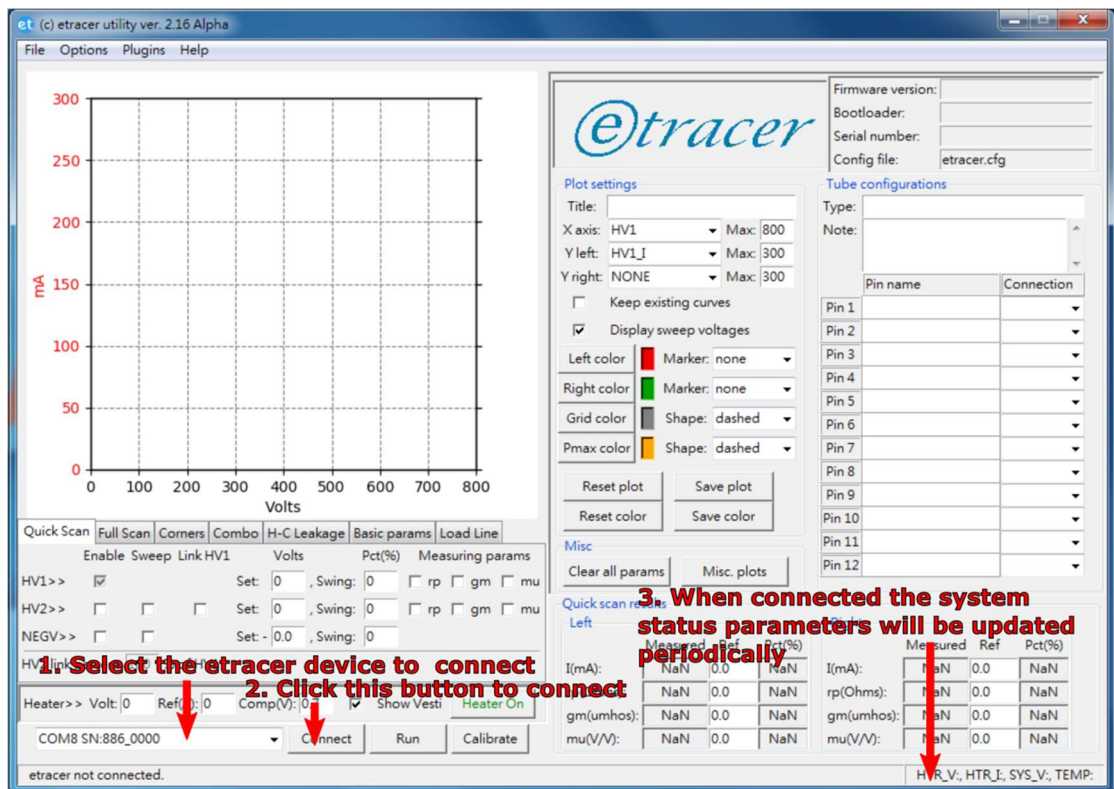 (c) etracer utility ver. 2.16 Alpha
File Options Plugins Help
300
250
200
150
100
50
0
mA
0 100 200 300 400 500 600 700 800
Volts
etracer
Firmware version:
Bootloader:
Serial number:
Config file: etracer.cfg
Plot settings
Title:
X axis: HV1 Max: 800
Y left: HV1_I Max: 300
Y right: NONE Max: 300
Keep existing curves
Display sweep voltages
Left color Marker: none
Right color Marker: none
Grid color Shape: dashed
Pmax color Shape: dashed
Reset plot Save plot
Reset color Save color
Misc
Clear all params Misc. plots
Tube configurations
Type:
Note:
Pin name Connection
Pin 1
Pin 2
Pin 3
Pin 4
Pin 5
Pin 6
Pin 7
Pin 8
Pin 9
Pin 10
Pin 11
Pin 12
Quick Scan Full Scan Corners Combo H-C Leakage Basic params Load Line
Enable Sweep Link HV1 Volts Pct(%) Measuring params
HV1>> Set: 0 , Swing: 0 rp gm mu
HV2>> Set: 0 , Swing: 0 rp gm mu
NEGV>> Set: - 0.0 , Swing: 0
1. Select the etracer device to connect
2. Click this button to connect
Heater>> Volt: 0 0 Comp(V): Show Vesti Heater On
COM8 SN:886_0000 Connect Run Calibrate
Quick scan results
Left
3. When connected the system
status parameters will be updated
periodically
Measured Ref Pct(%)
I(mA): NaN 0.0 NaN
NaN 0.0 NaN
gm(umhos): NaN 0.0 NaN
mu(V/V): NaN 0.0 NaN
Measured Ref Pct(%)
I(mA): NaN 0.0 NaN
rp(Ohms): NaN 0.0 NaN
gm(umhos): NaN 0.0 NaN
mu(V/V): NaN 0.0 NaN
etracer not connected.
HTR_V:, HTR_I:, SYS_V:, TEMP: